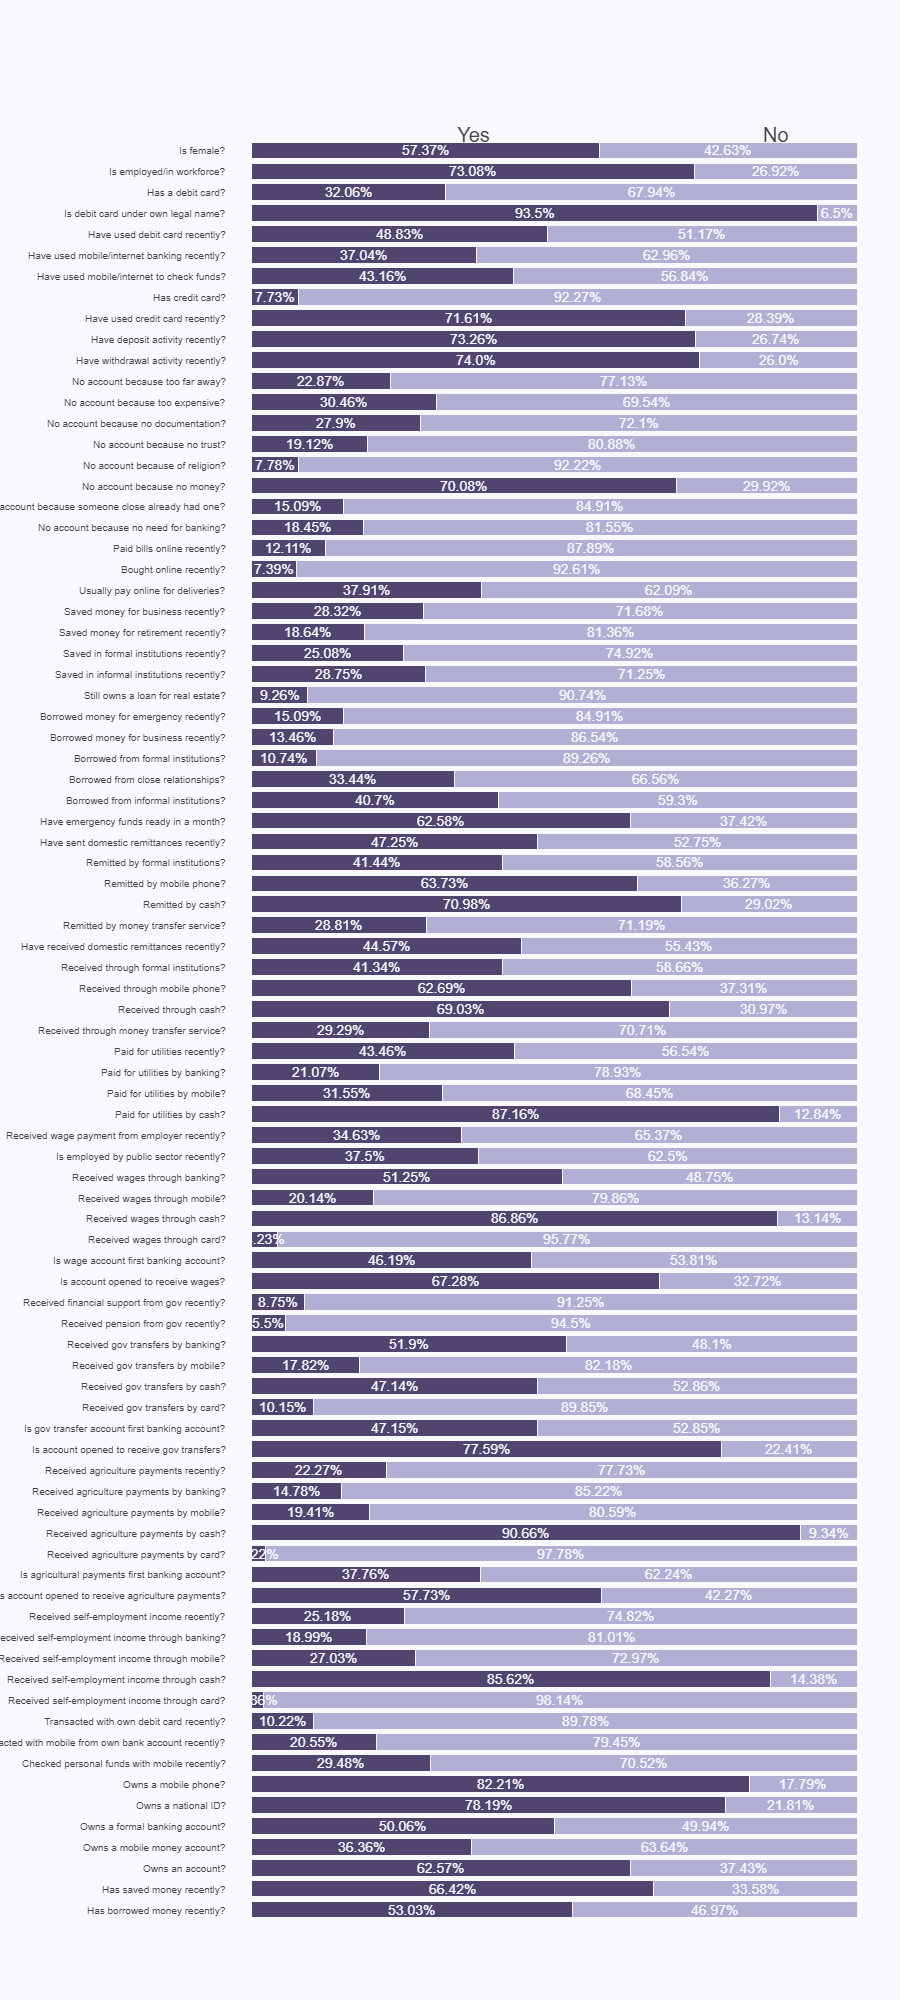 Yes No
Is female? 57.37% 42.63%
Is employed/in workforce? 73.08% 26.92%
Has a debit card? 32.06% 67.94%
Is debit card under own legal name? 93.5% 6.5%
Have used debit card recently? 48.83% 51.17%
Have used mobile/internet banking recently? 37.04% 62.96%
Have used mobile/internet to check funds? 43.16% 56.84%
Has credit card? 7.73% 92.27%
Have used credit card recently? 71.61% 28.39%
Have deposit activity recently? 73.26% 26.74%
Have withdrawal activity recently? 74.0% 26.0%
No account because too far away? 22.87% 77.13%
No account because too expensive? 30.46% 69.54%
No account because no documentation? 27.9% 72.1%
No account because no trust? 19.12% 80.88%
No account because of religion? 7.78% 92.22%
No account because no money? 70.08% 29.92%
account because someone close already had one? 15.09% 84.91%
No account because no need for banking? 18.45% 81.55%
Paid bills online recently? 12.11% 87.89%
Bought online recently? 7.39% 92.61%
Usually pay online for deliveries? 37.91% 62.09%
Saved money for business recently? 28.32% 71.68%
Saved money for retirement recently? 18.64% 81.36%
Saved in formal institutions recently? 25.08% 74.92%
Saved in informal institutions recently? 28.75% 71.25%
Still owns a loan for real estate? 9.26% 90.74%
Borrowed money for emergency recently? 15.09% 84.91%
Borrowed money for business recently? 13.46% 86.54%
Borrowed from formal institutions? 10.74% 89.26%
Borrowed from close relationships? 33.44% 66.56%
Borrowed from informal institutions? 40.7% 59.3%
Have emergency funds ready in a month? 62.58% 37.42%
Have sent domestic remittances recently? 47.25% 52.75%
Remitted by formal institutions? 41.44% 58.56%
Remitted by mobile phone? 63.73% 36.27%
Remitted by cash? 70.98% 29.02%
Remitted by money transfer service? 28.81% 71.19%
Have received domestic remittances recently? 44.57% 55.43%
Received through formal institutions? 41.34% 58.66%
Received through mobile phone? 62.69% 37.31%
Received through cash? 69.03% 30.97%
Received through money transfer service? 29.29% 70.71%
Paid for utilities recently? 43.46% 56.54%
Paid for utilities by banking? 21.07% 78.93%
Paid for utilities by mobile? 31.55% 68.45%
Paid for utilities by cash? 87.16% 12.84%
Received wage payment from employer recently? 34.63% 65.37%
Is employed by public sector recently? 37.5% 62.5%
Received wages through banking? 51.25% 48.75%
Received wages through mobile? 20.14% 79.86%
Received wages through cash? 86.86% 13.14%
Received wages through card? .23% 95.77%
Is wage account first banking account? 46.19% 53.81%
Is account opened to receive wages? 67.28% 32.72%
Received financial support from gov recently? 8.75% 91.25%
Received pension from gov recently? 5.5% 94.5%
Received gov transfers by banking? 51.9% 48.1%
Received gov transfers by mobile? 17.82% 82.18%
Received gov transfers by cash? 47.14% 52.86%
Received gov transfers by card? 10.15% 89.85%
Is gov transfer account first banking account? 47.15% 52.85%
Is account opened to receive gov transfers? 77.59% 22.41%
Received agriculture payments recently? 22.27% 77.73%
Received agriculture payments by banking? 14.78% 85.22%
Received agriculture payments by mobile? 19.41% 80.59%
Received agriculture payments by cash? 90.66% 9.34%
Received agriculture payments by card? 22% 97.78%
Is agricultural payments first banking account? 37.76% 62.24%
s account opened to receive agriculture payments? 57.73% 42.27%
Received self-employment income recently? 25.18% 74.82%
eceived self-employment income through banking? 18.99% 81.01%
Received self-employment income through mobile? 27.03% 72.97%
Received self-employment income through cash? 85.62% 14.38%
Received self-employment income through card? 86% 98.14%
Transacted with own debit card recently? 10.22% 89.78%
acted with mobile from own bank account recently? 20.55% 79.45%
Checked personal funds with mobile recently? 29.48% 70.52%
Owns a mobile phone? 82.21% 17.79%
Owns a national ID? 78.19% 21.81%
Owns a formal banking account? 50.06% 49.94%
Owns a mobile money account? 36.36% 63.64%
Owns an account? 62.57% 37.43%
Has saved money recently? 66.42% 33.58%
Has borrowed money recently? 53.03% 46.97%